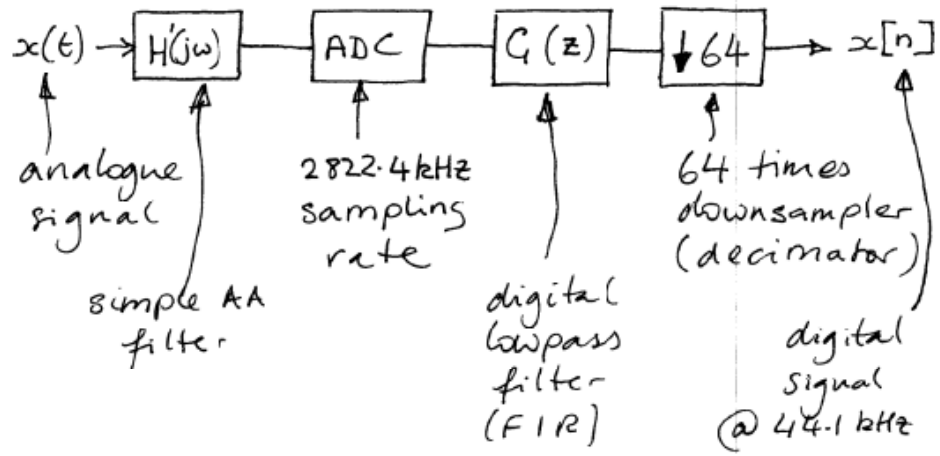 x(t) → H'(jω) ADC G(z) ↓64 → x[n]
analogue
signal
simple AA
filter
2822.4kHz
sampling
rate
digital
lowpass
filter
(FIR)
64 times
downsampler
(decimator)
digital
signal
@ 44.1 kHz